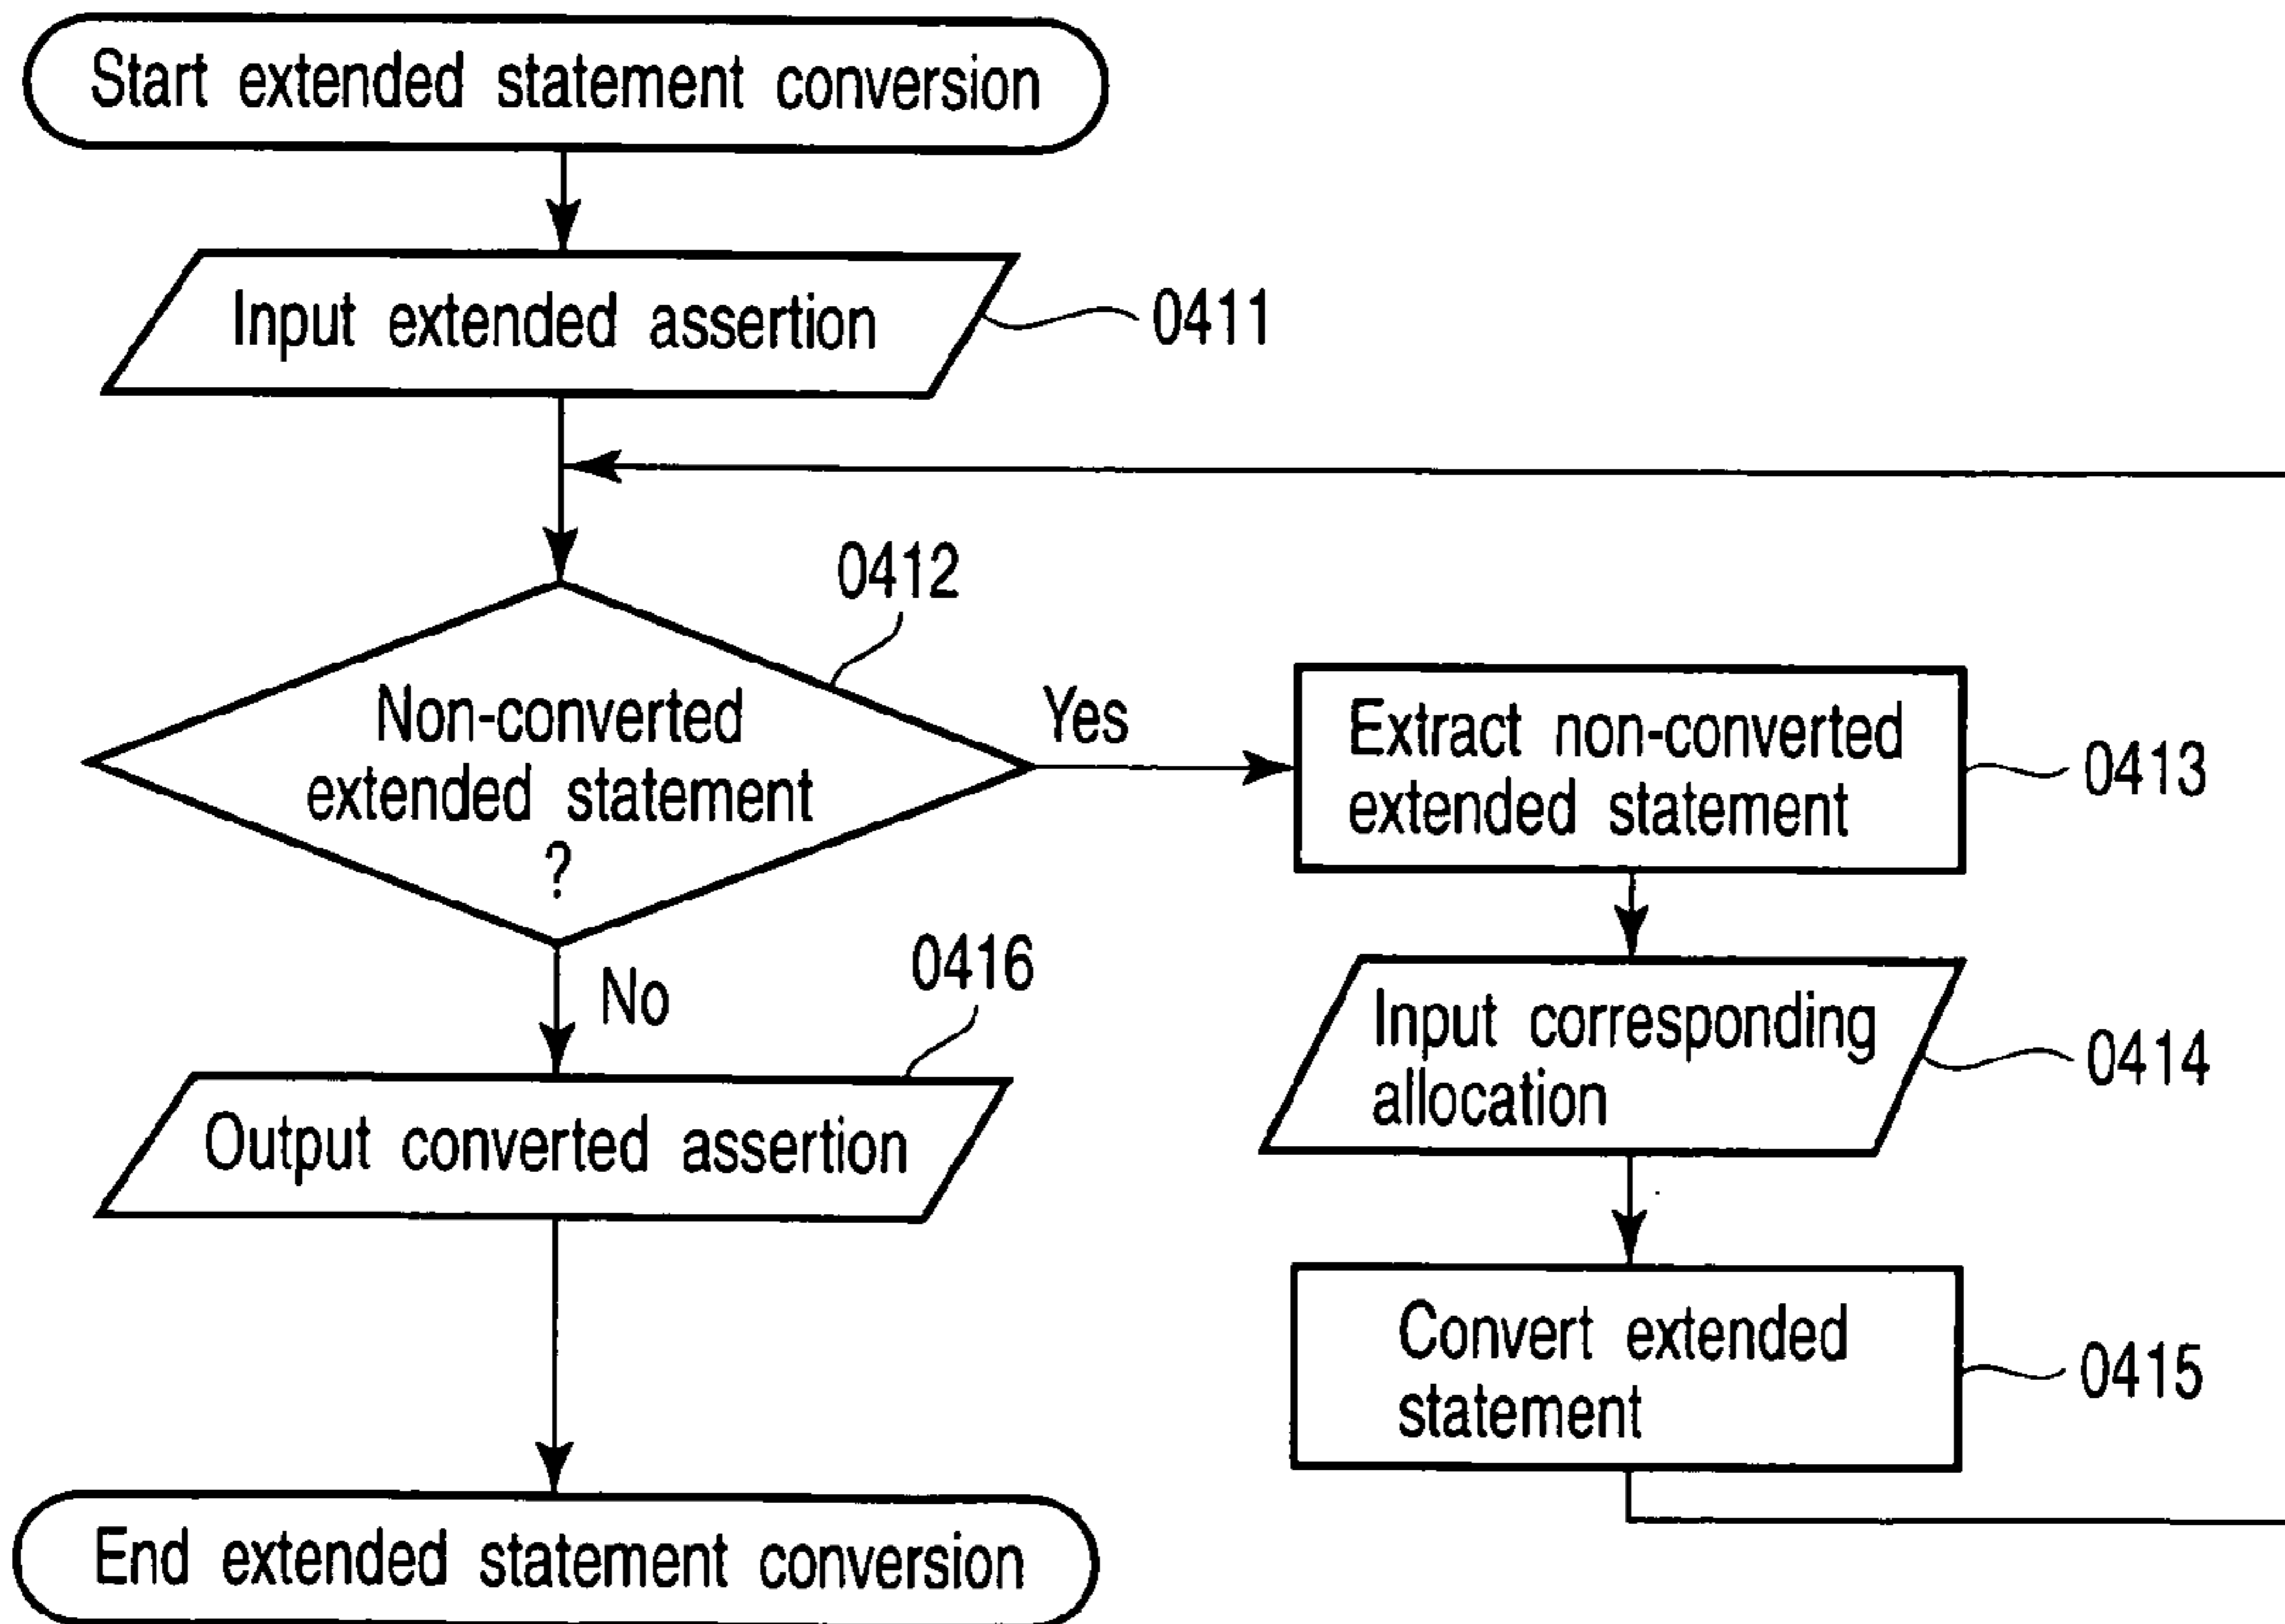 Start extended statement conversion
Input extended assertion
0411
0412
Non-converted
extended statement
?
Yes
Extract non-converted
extended statement
0413
No
0416
Input corresponding
allocation
0414
Output converted assertion
Convert extended
statement
0415
End extended statement conversion